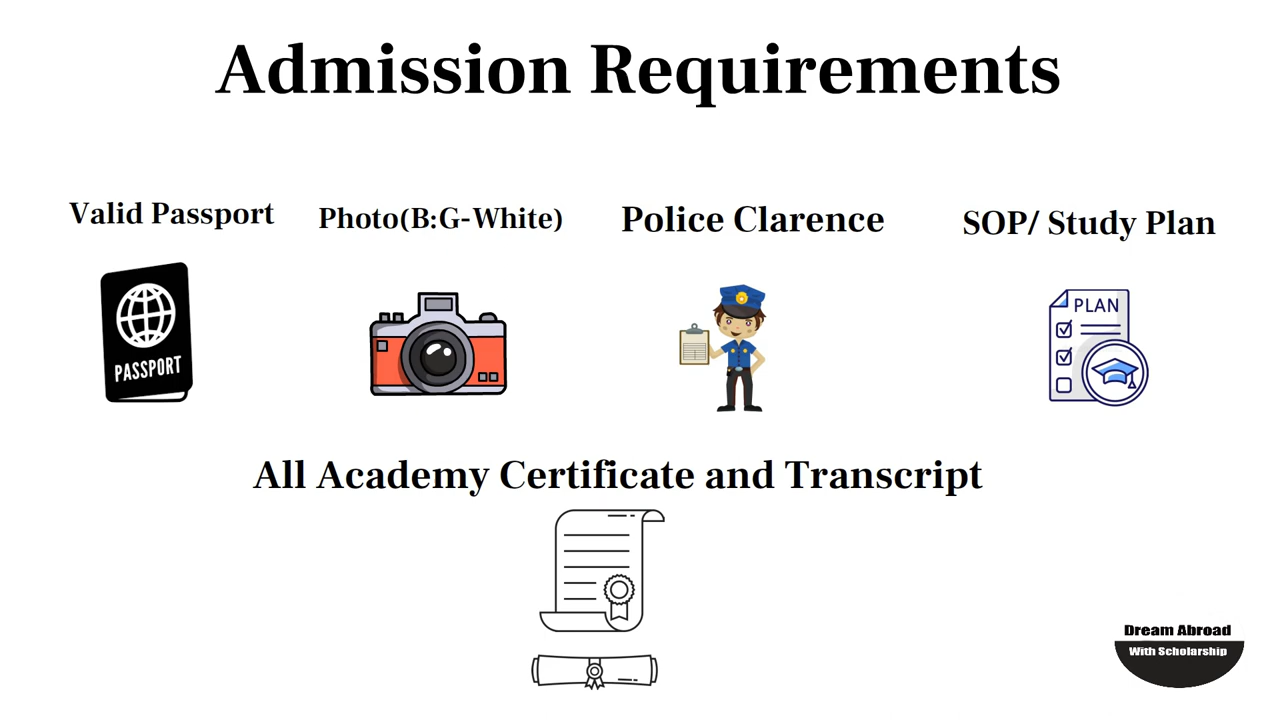 Admission Requirements
Valid Passport
Photo(B:G-White)
Police Clarence
SOP/ Study Plan
PASSPORT
PLAN
All Academy Certificate and Transcript
Dream Abroad
With Scholarship